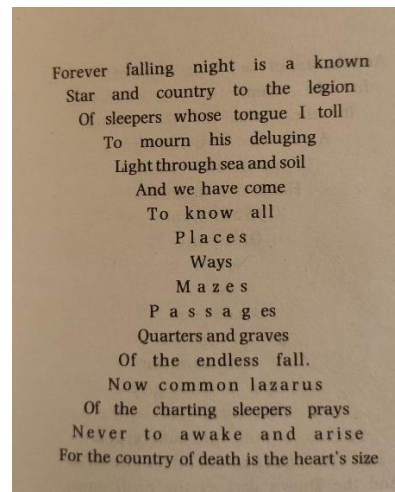 Forever falling night is a known
Star and country to the legion
Of sleepers whose tongue I toll
To mourn his deluging
Light through sea and soil
And we have come
To know all
Places
Ways
Mazes
Passages
Quarters and graves
Of the endless fall.
Now common lazarus
Of the charting sleepers prays
Never to awake and arise
For the country of death is the heart's size